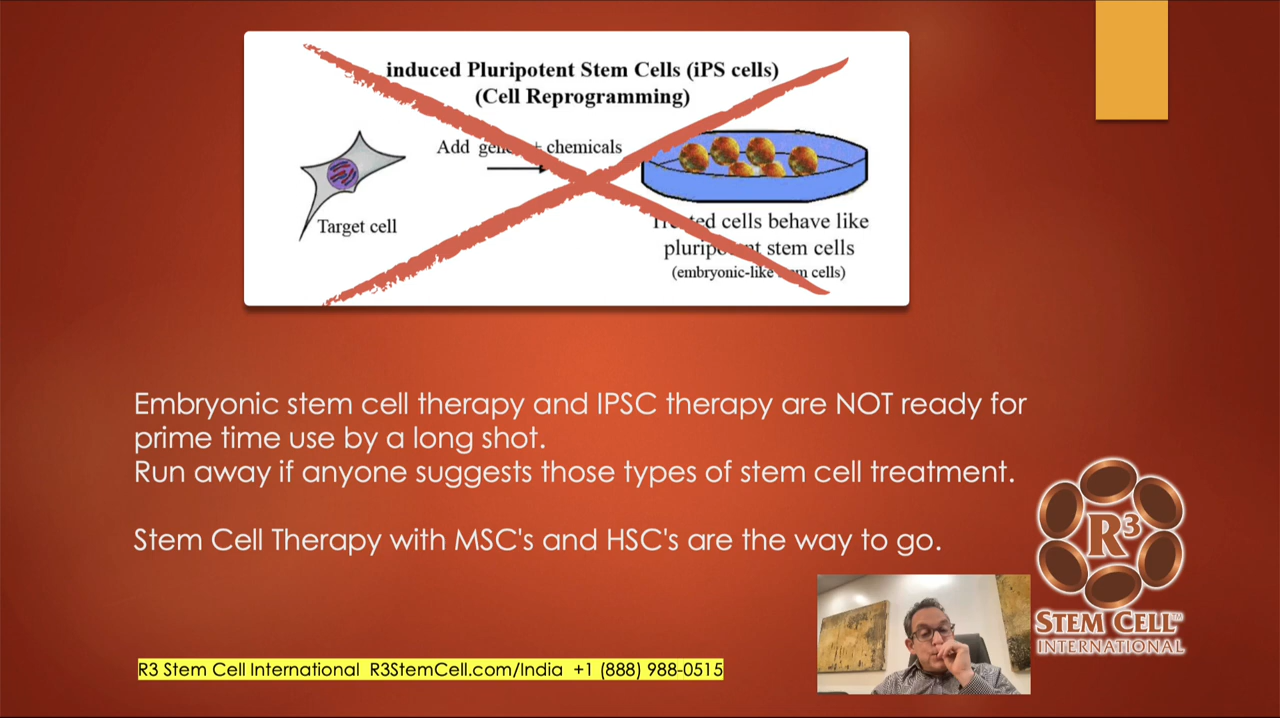 induced Pluripotent Stem Cells (iPS cells)
(Cell Reprogramming)
Add chemicals
Target cell
cells behave like
stem cells
(embryonic-like cells)
Embryonic stem cell therapy and IPSC therapy are NOT ready for
prime time use by a long shot.
Run away if anyone suggests those types of stem cell treatment.
Stem Cell Therapy with MSC's and HSC's are the way to go.
R3
STEM CELL™
INTERNATIONAL
R3 Stem Cell International R3StemCell.com/India +1 (888) 988-0515